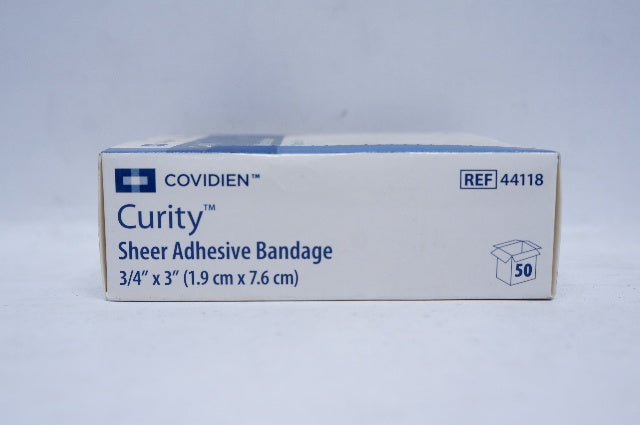 COVIDIEN™
REF 44118
Curity™
Sheer Adhesive Bandage
3/4" x 3" (1.9 cm x 7.6 cm)
50